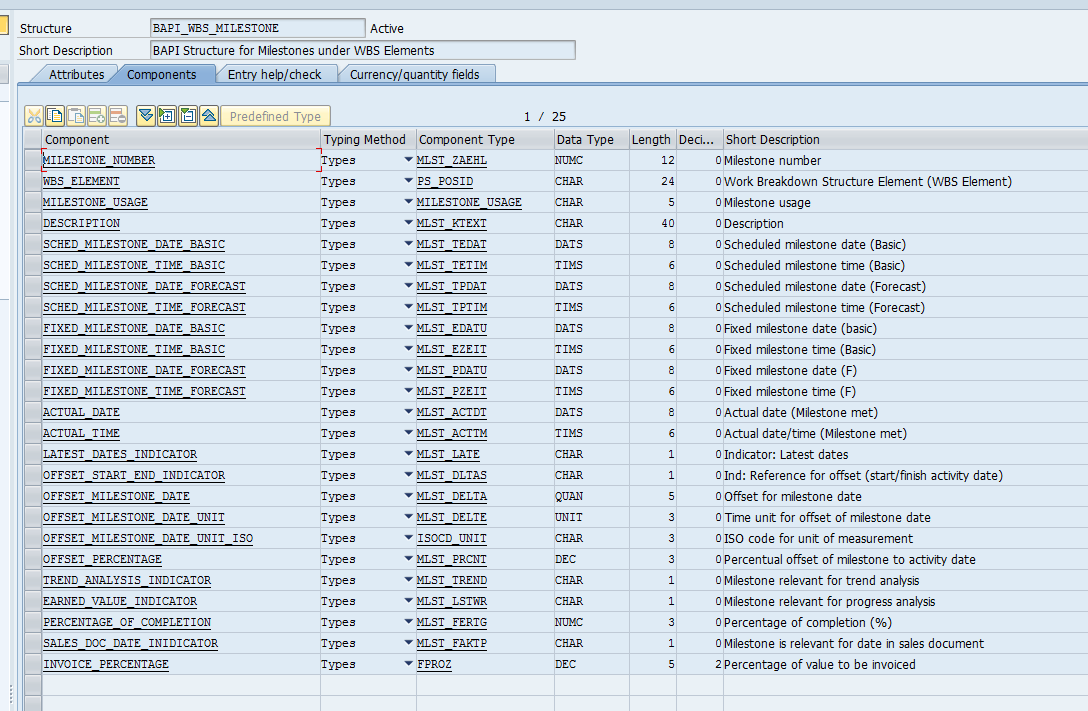 Structure BAPI_WBS_MILESTONE Active
Short Description BAPI Structure for Milestones under WBS Elements
Attributes Components Entry help/check Currency/quantity fields
Predefined Type 1 / 25
Component Typing Method Component Type Data Type Length Deci... Short Description
MILESTONE_NUMBER Types MLST_ZAEHL NUMC 12 0 Milestone number
WBS_ELEMENT Types PS_POSID CHAR 24 0 Work Breakdown Structure Element (WBS Element)
MILESTONE_USAGE Types MILESTONE_USAGE CHAR 5 0 Milestone usage
DESCRIPTION Types MLST_KTEXT CHAR 40 0 Description
SCHED_MILESTONE_DATE_BASIC Types MLST_TEDAT DATS 8 0 Scheduled milestone date (Basic)
SCHED_MILESTONE_TIME_BASIC Types MLST_TETIM TIMS 6 0 Scheduled milestone time (Basic)
SCHED_MILESTONE_DATE_FORECAST Types MLST_TPDAT DATS 8 0 Scheduled milestone date (Forecast)
SCHED_MILESTONE_TIME_FORECAST Types MLST_TPTIM TIMS 6 0 Scheduled milestone time (Forecast)
FIXED_MILESTONE_DATE_BASIC Types MLST_EDATU DATS 8 0 Fixed milestone date (basic)
FIXED_MILESTONE_TIME_BASIC Types MLST_EZEIT TIMS 6 0 Fixed milestone time (Basic)
FIXED_MILESTONE_DATE_FORECAST Types MLST_PDATU DATS 8 0 Fixed milestone date (F)
FIXED_MILESTONE_TIME_FORECAST Types MLST_PZEIT TIMS 6 0 Fixed milestone time (F)
ACTUAL_DATE Types MLST_ACTDT DATS 8 0 Actual date (Milestone met)
ACTUAL_TIME Types MLST_ACTTM TIMS 6 0 Actual date/time (Milestone met)
LATEST_DATES_INDICATOR Types MLST_LATE CHAR 1 0 Indicator: Latest dates
OFFSET_START_END_INDICATOR Types MLST_DLTAS CHAR 1 0 Ind: Reference for offset (start/finish activity date)
OFFSET_MILESTONE_DATE Types MLST_DELTA QUAN 5 0 Offset for milestone date
OFFSET_MILESTONE_DATE_UNIT Types MLST_DELTE UNIT 3 0 Time unit for offset of milestone date
OFFSET_MILESTONE_DATE_UNIT_ISO Types ISOCD_UNIT CHAR 3 0 ISO code for unit of measurement
OFFSET_PERCENTAGE Types MLST_PRCNT DEC 3 0 Percentual offset of milestone to activity date
TREND_ANALYSIS_INDICATOR Types MLST_TREND CHAR 1 0 Milestone relevant for trend analysis
EARNED_VALUE_INDICATOR Types MLST_LSTWR CHAR 1 0 Milestone relevant for progress analysis
PERCENTAGE_OF_COMPLETION Types MLST_FERTG NUMC 3 0 Percentage of completion (%)
SALES_DOC_DATE_INIDICATOR Types MLST_FAKTP CHAR 1 0 Milestone is relevant for date in sales document
INVOICE_PERCENTAGE Types FPROZ DEC 5 2 Percentage of value to be invoiced